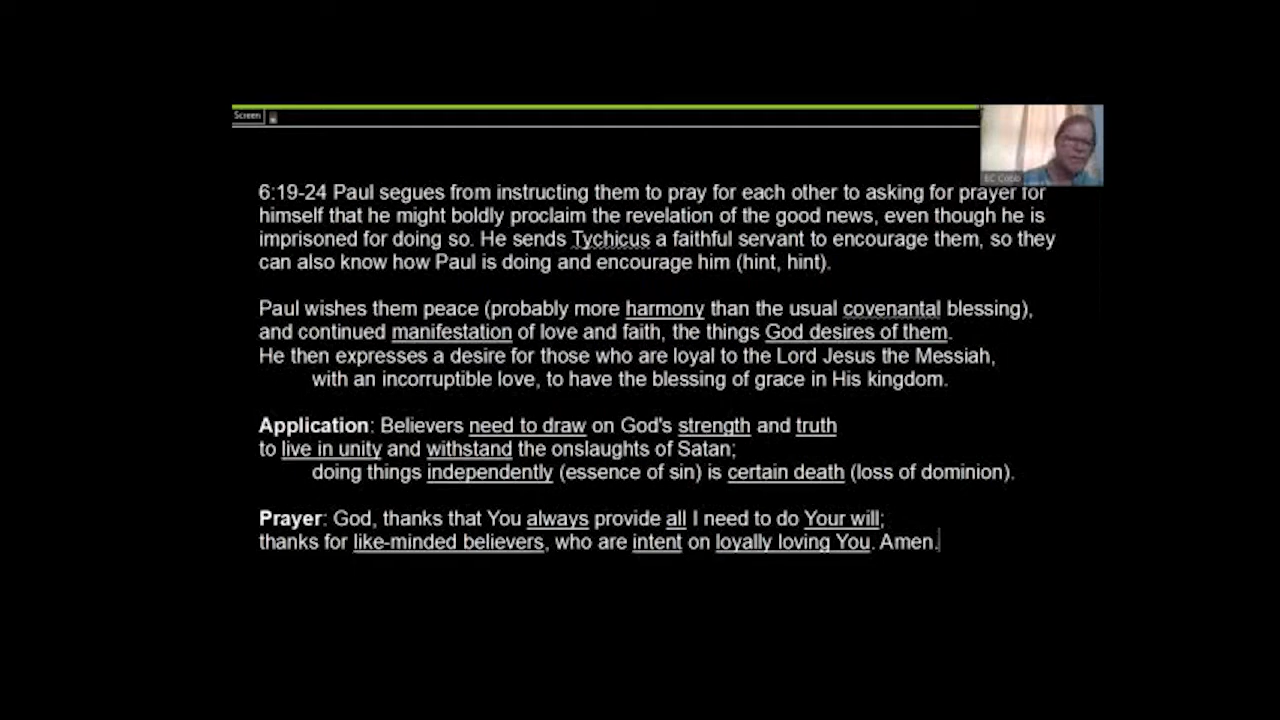 Screen
EC Cobb
6:19-24 Paul segues from instructing them to pray for each other to asking for prayer for
himself that he might boldly proclaim the revelation of the good news, even though he is
imprisoned for doing so. He sends Tychicus a faithful servant to encourage them, so they
can also know how Paul is doing and encourage him (hint, hint).
Paul wishes them peace (probably more harmony than the usual covenantal blessing),
and continued manifestation of love and faith, the things God desires of them.
He then expresses a desire for those who are loyal to the Lord Jesus the Messiah,
with an incorruptible love, to have the blessing of grace in His kingdom.
Application: Believers need to draw on God's strength and truth
to live in unity and withstand the onslaughts of Satan;
doing things independently (essence of sin) is certain death (loss of dominion).
Prayer: God, thanks that You always provide all I need to do Your will;
thanks for like-minded believers, who are intent on loyally loving You. Amen.